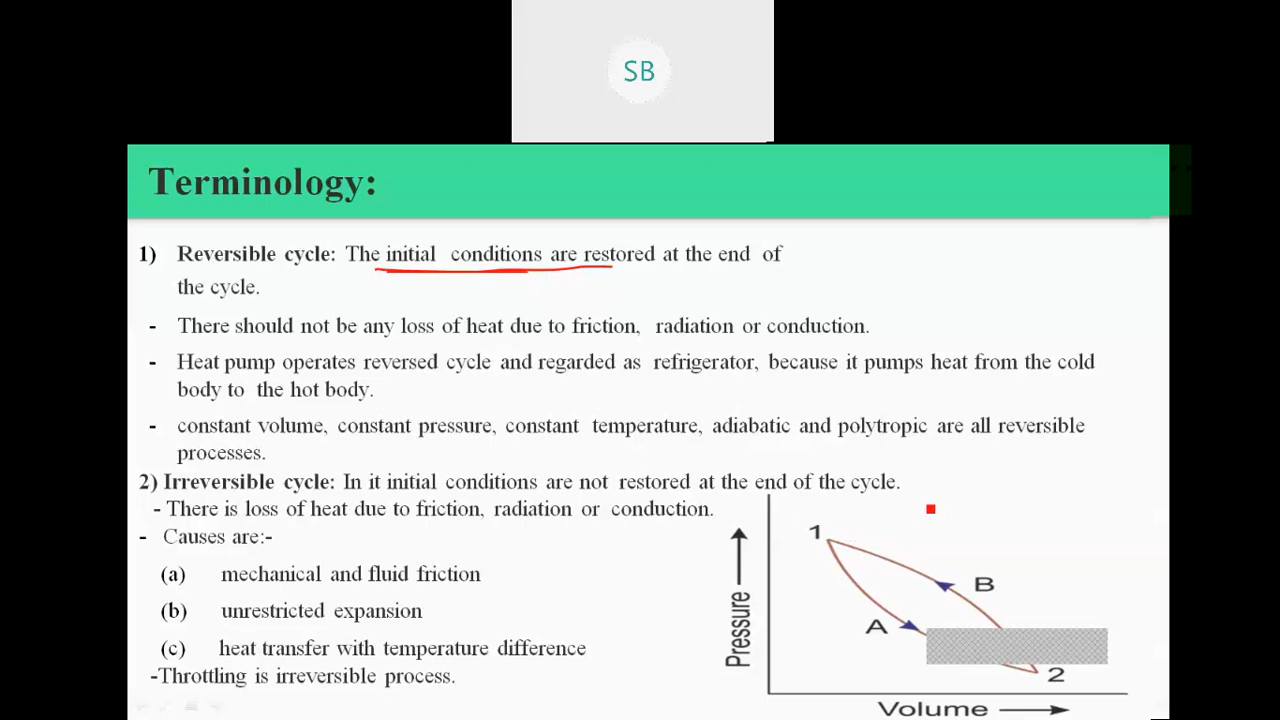 SB
Terminology:
1) Reversible cycle: The initial conditions are restored at the end of
the cycle.
- There should not be any loss of heat due to friction, radiation or conduction.
- Heat pump operates reversed cycle and regarded as refrigerator, because it pumps heat from the cold
body to the hot body.
- constant volume, constant pressure, constant temperature, adiabatic and polytropic are all reversible
processes.
2) Irreversible cycle: In it initial conditions are not restored at the end of the cycle.
- There is loss of heat due to friction, radiation or conduction.
- Causes are:-
(a) mechanical and fluid friction
(b) unrestricted expansion
(c) heat transfer with temperature difference
-Throttling is irreversible process.
1
B
A
2
Pressure
Volume